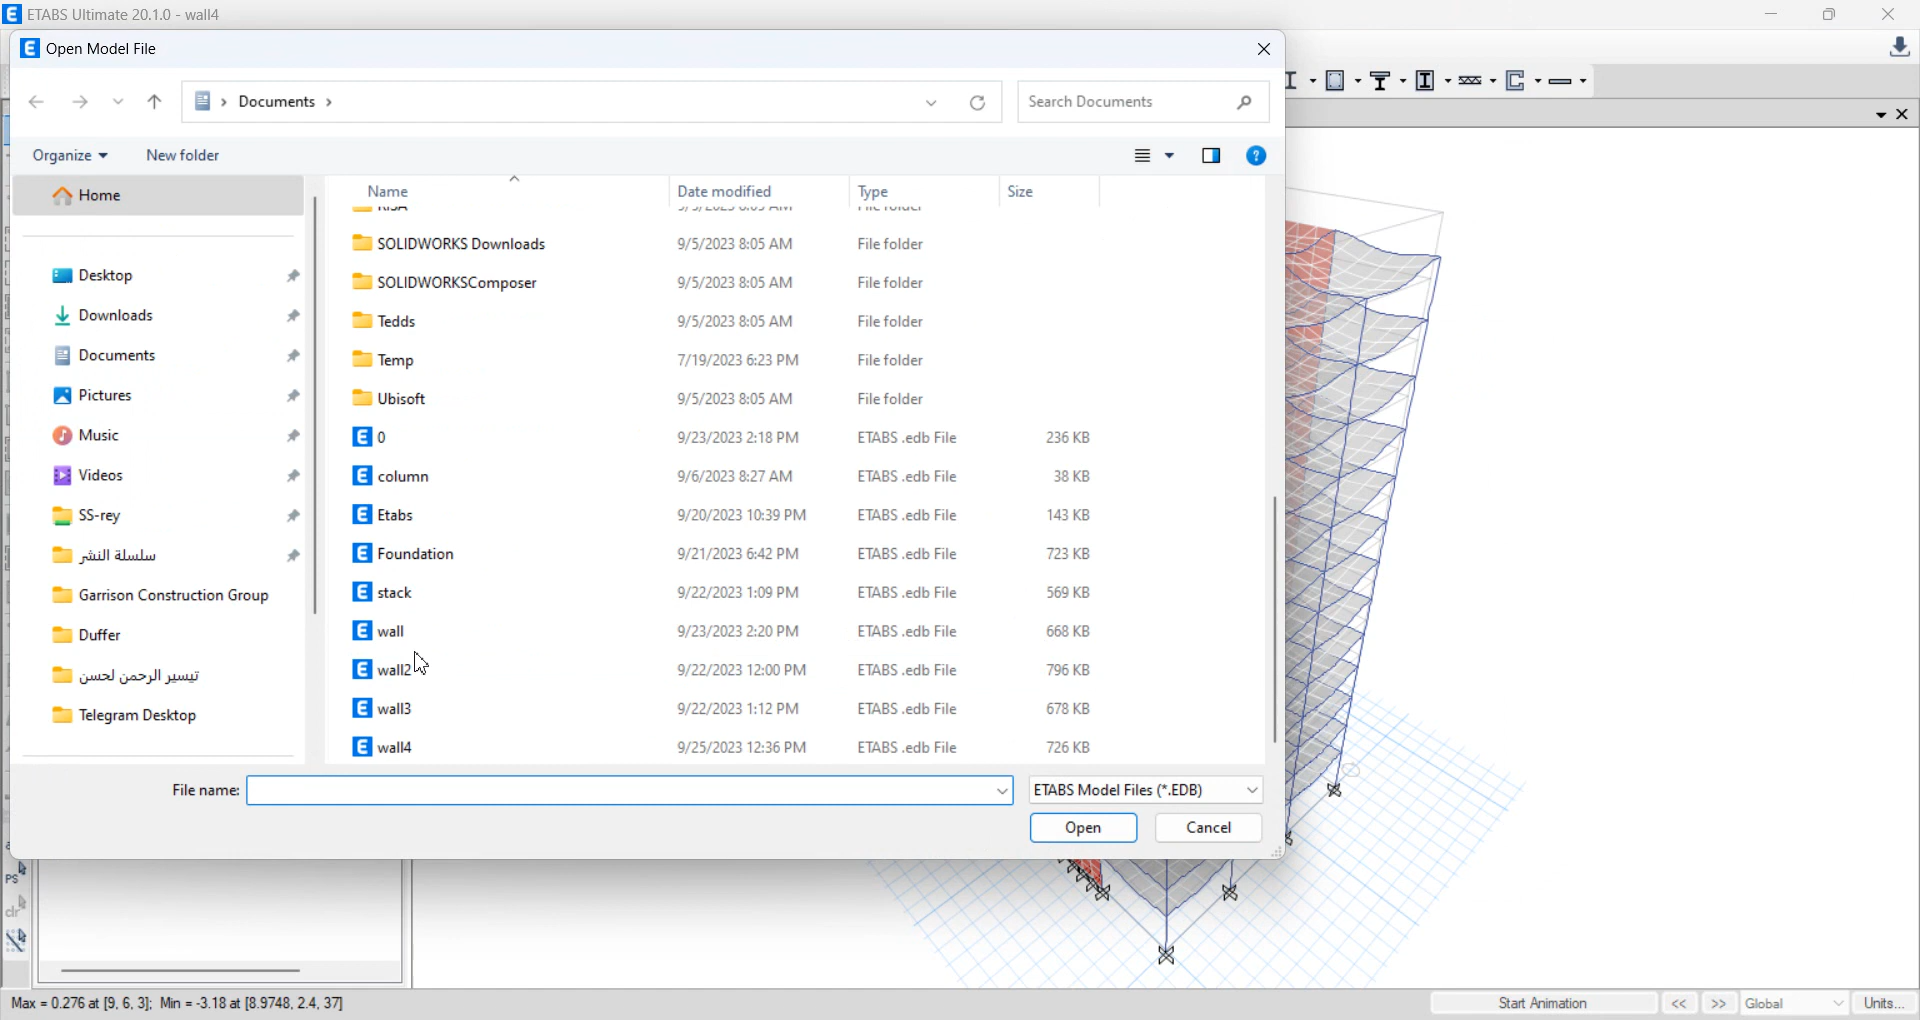 ETABS Ultimate 20.1.0 - wall4
Open Model File
Documents
Search Documents
Organize
New folder
Name Date modified Type Size
Home
SOLIDWORKS Downloads 9/5/2023 8:05 AM File folder
SOLIDWORKSComposer 9/5/2023 8:05 AM File folder
Tedds 9/5/2023 8:05 AM File folder
Temp 7/19/2023 6:23 PM File folder
Ubisoft 9/5/2023 8:05 AM File folder
0 9/23/2023 2:18 PM ETABS .edb File 236 KB
column 9/6/2023 8:27 AM ETABS .edb File 38 KB
Etabs 9/20/2023 10:39 PM ETABS .edb File 143 KB
Foundation 9/21/2023 6:42 PM ETABS .edb File 723 KB
stack 9/22/2023 1:09 PM ETABS .edb File 569 KB
wall 9/23/2023 2:20 PM ETABS .edb File 668 KB
wall2 9/22/2023 12:00 PM ETABS .edb File 796 KB
wall3 9/22/2023 1:12 PM ETABS .edb File 678 KB
wall4 9/25/2023 12:36 PM ETABS .edb File 726 KB
Desktop
Downloads
Documents
Pictures
Music
Videos
SS-rey
سلسلة النشر
Garrison Construction Group
Duffer
تيسير الرحمن لحسن
Telegram Desktop
File name:
ETABS Model Files (*.EDB)
Open
Cancel
PS
clr
Max = 0.276 at [9, 6, 3]; Min = -3.18 at [8.9748, 2.4, 37]
Start Animation
<<
>>
Global
Units...